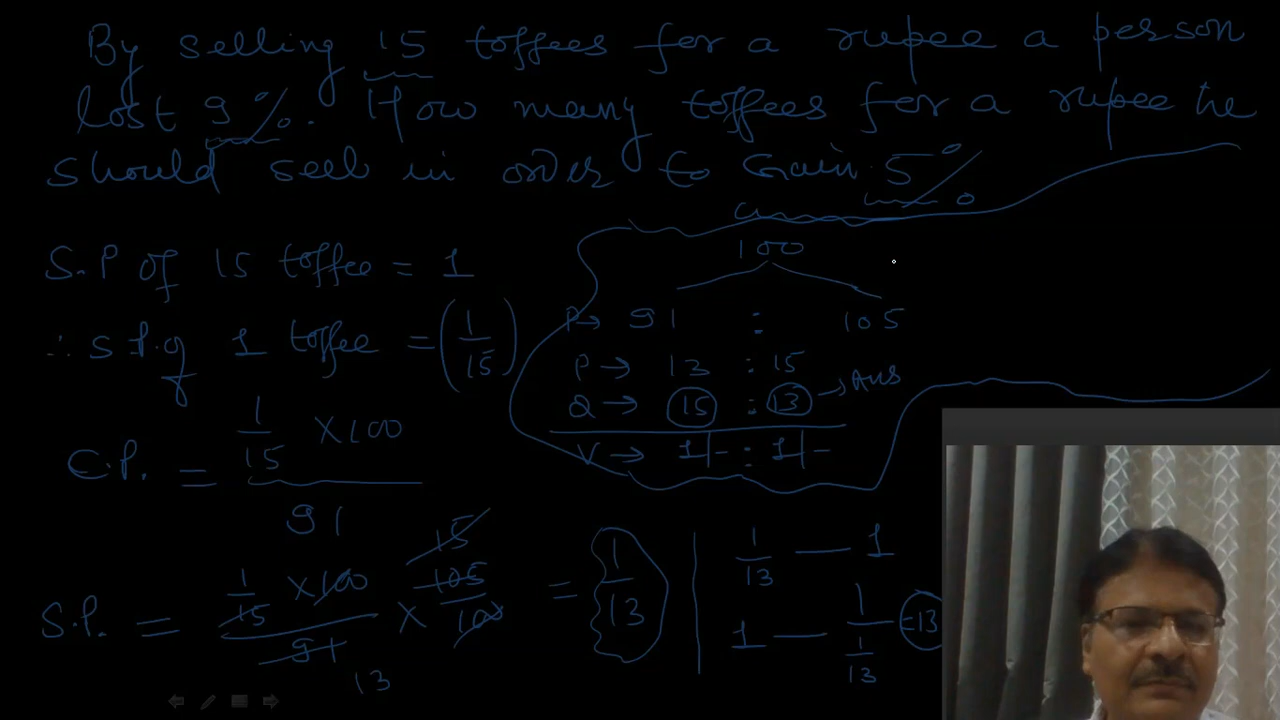 By selling 15 toffees for a rupee a person
lost 9%. How many toffees for a rupee he
should sell in order to Gain 5%
S.P of 15 toffee = 1
∴ S.P. of 1 toffee = (1/15)
C.P. = 1/15 × 100 / 91
S.P. = 1/15 × 100 / 91 × 105/100 = 1/13
15
13
100
P → 91 : 105
P → 13 : 15
Q → 15 : 13 → Ans
V → 1/- : 1/-
1/13 — 1
1 — 1 / 1/13 = 13